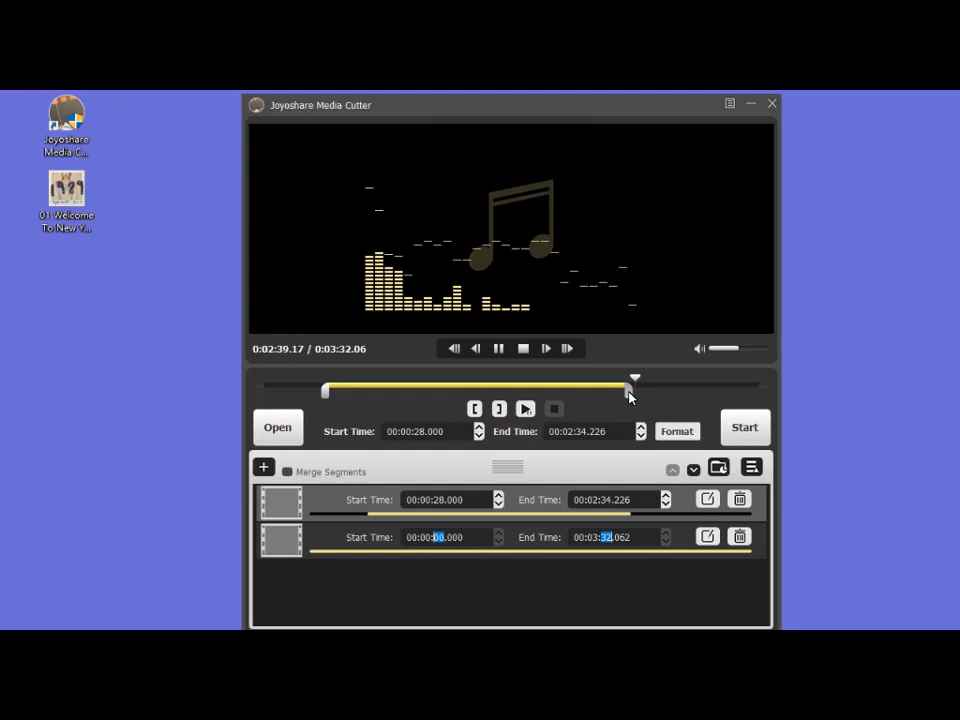 Joyoshare Media Cutter
Joyoshare
Media C...
1989
01 Welcome
To New Y...
0:02:39.17 / 0:03:32.06
Open
Start Time: 00:00:28.000 End Time: 00:02:34.226 Format
Start
Merge Segments
Start Time: 00:00:28.000 End Time: 00:02:34.226
Start Time: 00:00:00.000 End Time: 00:03:32.062